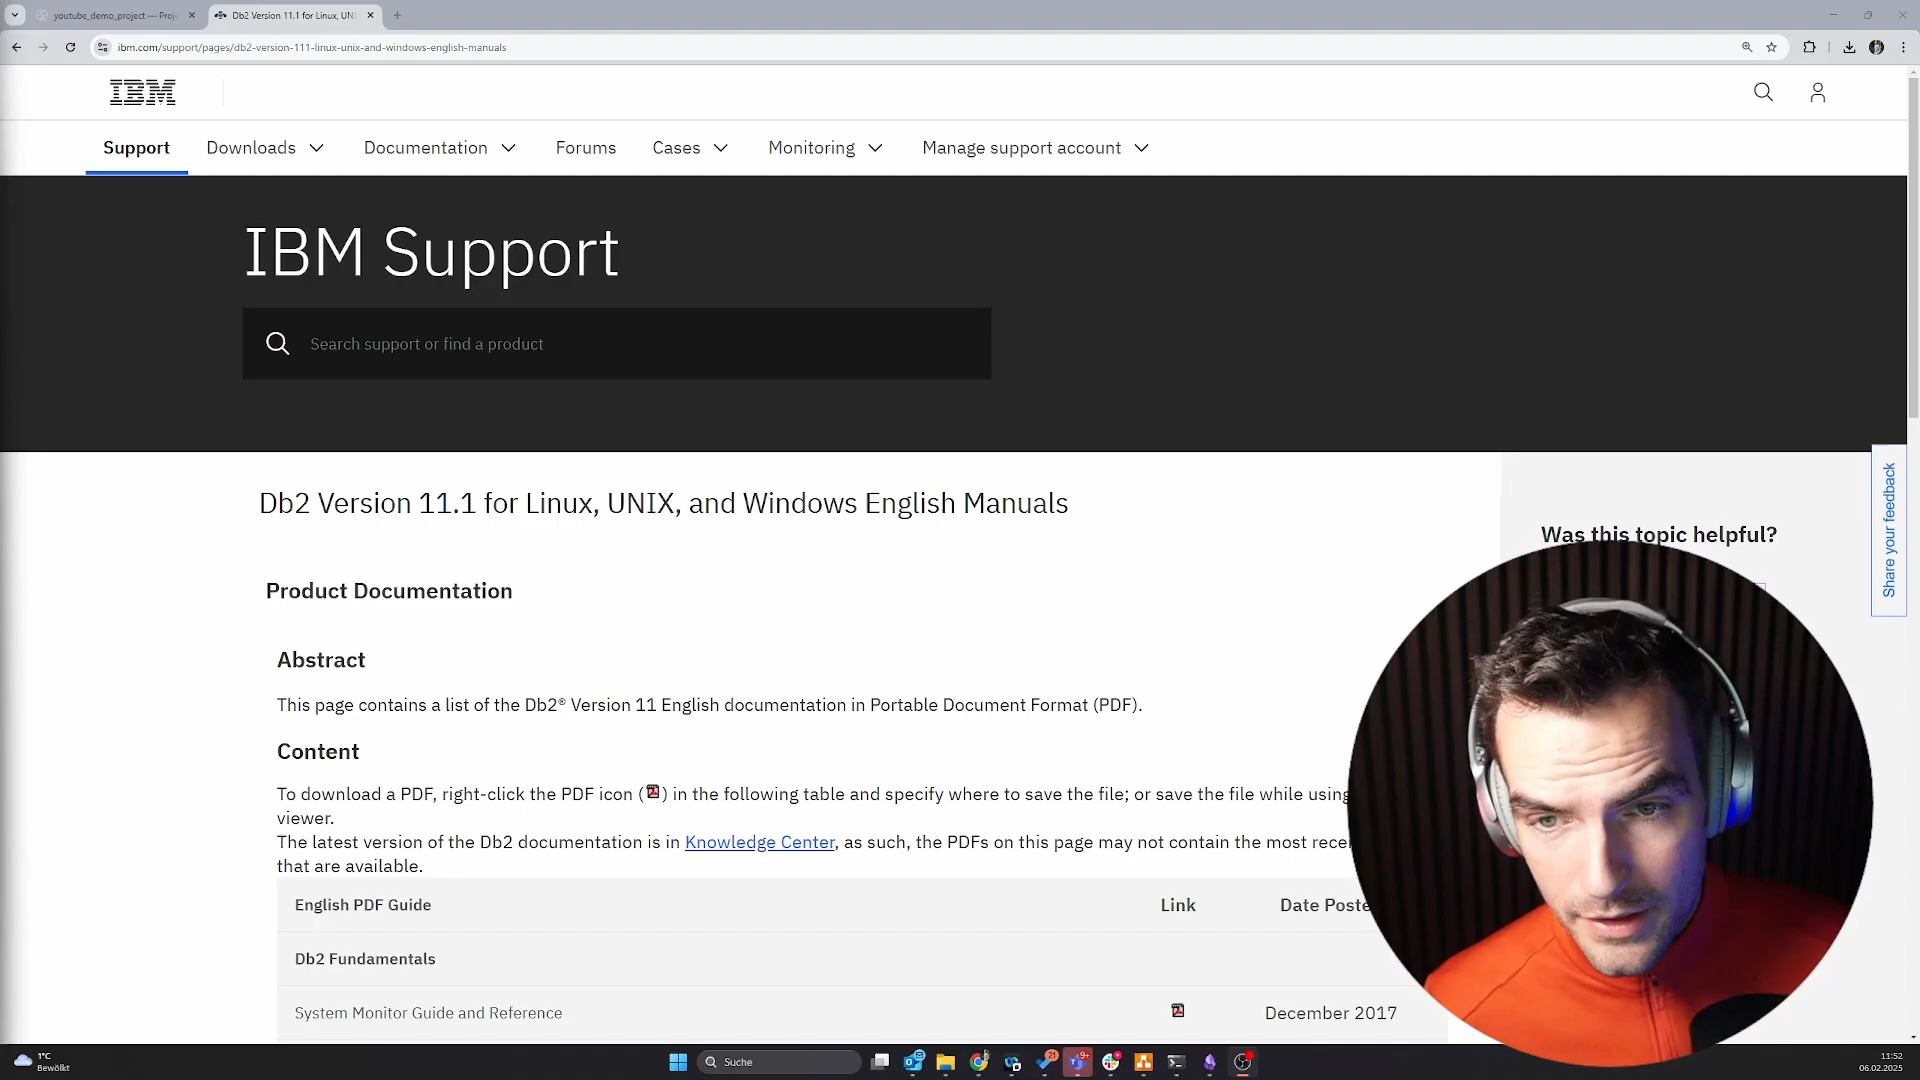 youtube_demo_project — Proj
Db2 Version 11.1 for Linux, UNI
ibm.com/support/pages/db2-version-111-linux-unix-and-windows-english-manuals
IBM
Support
Downloads
Documentation
Forums
Cases
Monitoring
Manage support account
IBM Support
Search support or find a product
Share your feedback
Db2 Version 11.1 for Linux, UNIX, and Windows English Manuals
Was this topic helpful?
Product Documentation
Abstract
This page contains a list of the Db2® Version 11 English documentation in Portable Document Format (PDF).
Content
To download a PDF, right-click the PDF icon ( ) in the following table and specify where to save the file; or save the file while using
viewer.
The latest version of the Db2 documentation is in Knowledge Center, as such, the PDFs on this page may not contain the most recen
that are available.
English PDF Guide
Link
Date Poste
Db2 Fundamentals
System Monitor Guide and Reference
December 2017
1°C
Bewölkt
Suche
21
9+
11:52
06.02.2025